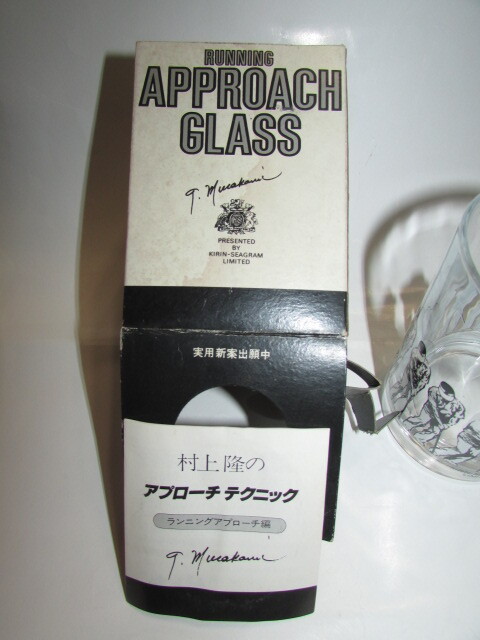 RUNNING
APPROACH
GLASS
T. Murakami
PRESENTED
BY
KIRIN-SEAGRAM
LIMITED
実用新案出願中
村上隆の
アプローチテクニック
ランニングアプローチ編
T. Murakami